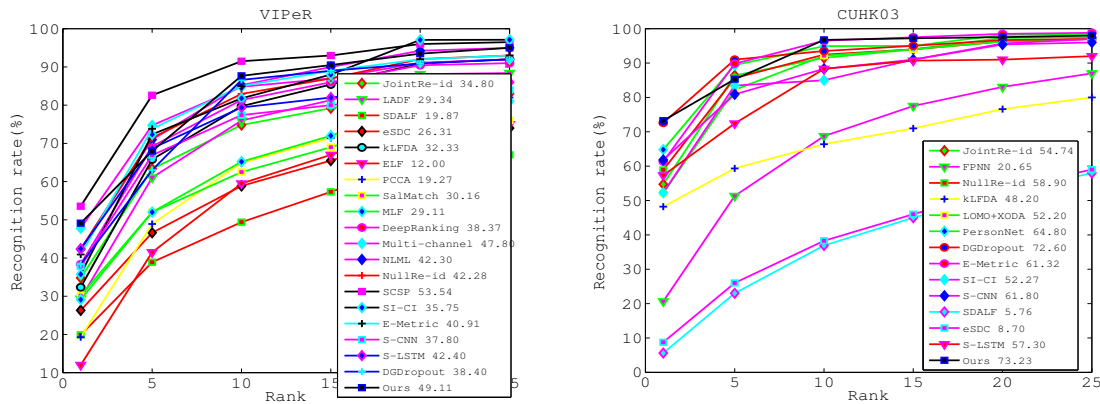 VIPeR
Recognition rate(%)
100
90
80
70
60
50
40
30
20
10
0
5
10
15
25
Rank
JointRe-id 34.80
LADF 29.34
SDALF 19.87
eSDC 26.31
kLFDA 32.33
ELF 12.00
PCCA 19.27
SalMatch 30.16
MLF 29.11
DeepRanking 38.37
Multi-channel 47.80
NLML 42.30
NullRe-id 42.28
SCSP 53.54
SI-CI 35.75
E-Metric 40.91
S-CNN 37.80
S-LSTM 42.40
DGDropout 38.40
Ours 49.11
CUHK03
Recognition rate(%)
100
90
80
70
60
50
40
30
20
10
0
0
5
10
15
20
25
Rank
JointRe-id 54.74
FPNN 20.65
NullRe-id 58.90
kLFDA 48.20
LOMO+XQDA 52.20
PersonNet 64.80
DGDropout 72.60
E-Metric 61.32
SI-CI 52.27
S-CNN 61.80
SDALF 5.76
eSDC 8.70
S-LSTM 57.30
Ours 73.23